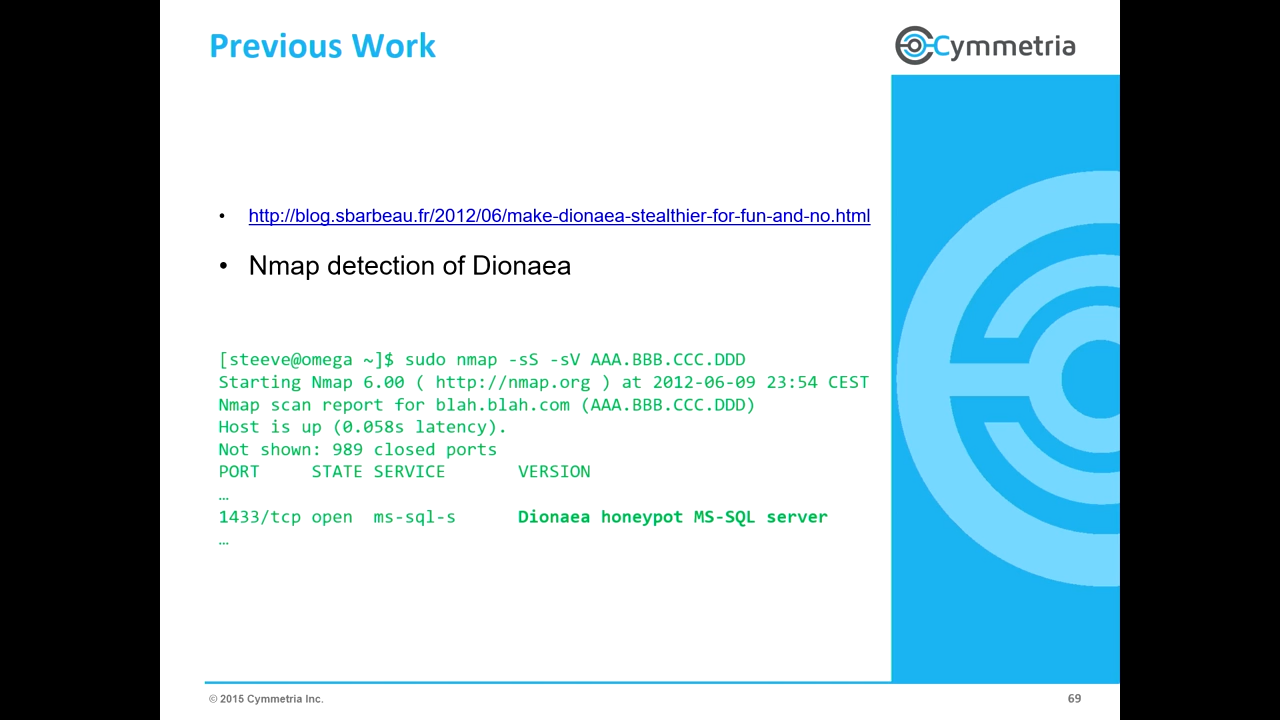 Previous Work
Cymmetria
• http://blog.sbarbeau.fr/2012/06/make-dionaea-stealthier-for-fun-and-no.html
• Nmap detection of Dionaea
[steeve@omega ~]$ sudo nmap -sS -sV AAA.BBB.CCC.DDD
Starting Nmap 6.00 ( http://nmap.org ) at 2012-06-09 23:54 CEST
Nmap scan report for blah.blah.com (AAA.BBB.CCC.DDD)
Host is up (0.058s latency).
Not shown: 989 closed ports
PORT     STATE SERVICE       VERSION
…
1433/tcp open  ms-sql-s      Dionaea honeypot MS-SQL server
…
© 2015 Cymmetria Inc.
69